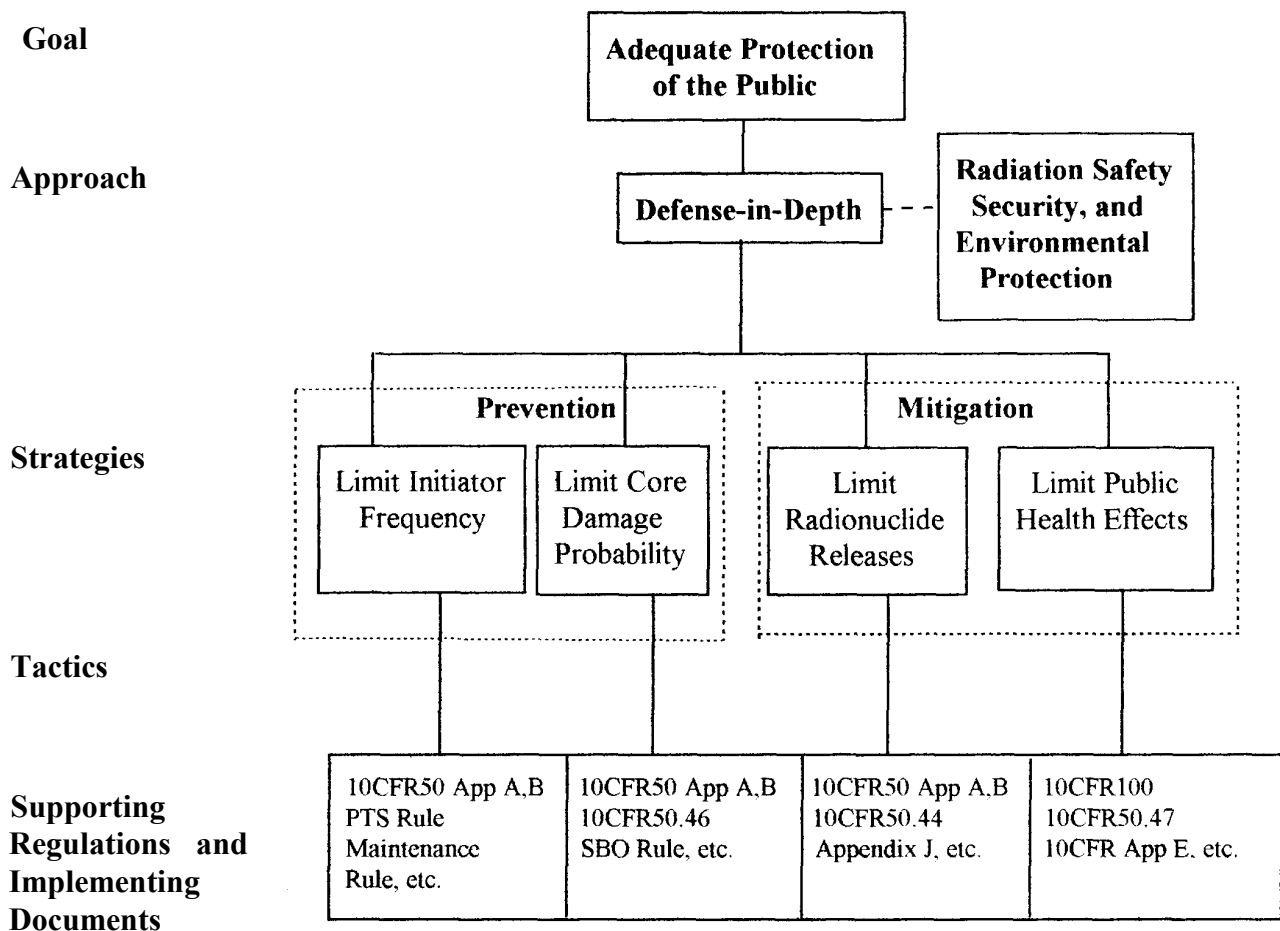 Goal
Adequate Protection
of the Public
Approach
Defense-in-Depth
Radiation Safety
Security, and
Environmental
Protection
Prevention
Mitigation
Strategies
Limit Initiator
Frequency
Limit Core
Damage
Probability
Limit
Radionuclide
Releases
Limit Public
Health Effects
Tactics
Supporting
Regulations and
Implementing
Documents
10CFR50 App A,B
PTS Rule
Maintenance
Rule, etc.
10CFR50 App A,B
10CFR50.46
SBO Rule, etc.
10CFR50 App A,B
10CFR50.44
Appendix J, etc.
10CFR100
10CFR50.47
10CFR App E, etc.